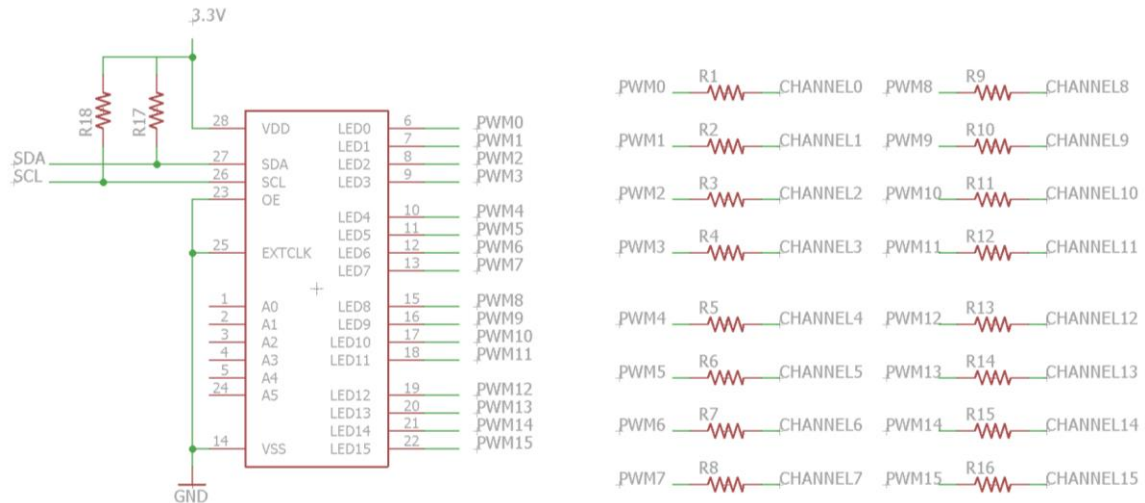 3.3V
R18
R17
SDA
SCL
28 VDD
27 SDA
26 SCL
23 OE
25 EXTCLK
1 A0
2 A1
3 A2
4 A3
5 A4
24 A5
14 VSS
GND
LED0 6 PWM0
LED1 7 PWM1
LED2 8 PWM2
LED3 9 PWM3
LED4 10 PWM4
LED5 11 PWM5
LED6 12 PWM6
LED7 13 PWM7
LED8 15 PWM8
LED9 16 PWM9
LED10 17 PWM10
LED11 18 PWM11
LED12 19 PWM12
LED13 20 PWM13
LED14 21 PWM14
LED15 22 PWM15
PWM0 R1 CHANNEL0
PWM1 R2 CHANNEL1
PWM2 R3 CHANNEL2
PWM3 R4 CHANNEL3
PWM4 R5 CHANNEL4
PWM5 R6 CHANNEL5
PWM6 R7 CHANNEL6
PWM7 R8 CHANNEL7
PWM8 R9 CHANNEL8
PWM9 R10 CHANNEL9
PWM10 R11 CHANNEL10
PWM11 R12 CHANNEL11
PWM12 R13 CHANNEL12
PWM13 R14 CHANNEL13
PWM14 R15 CHANNEL14
PWM15 R16 CHANNEL15